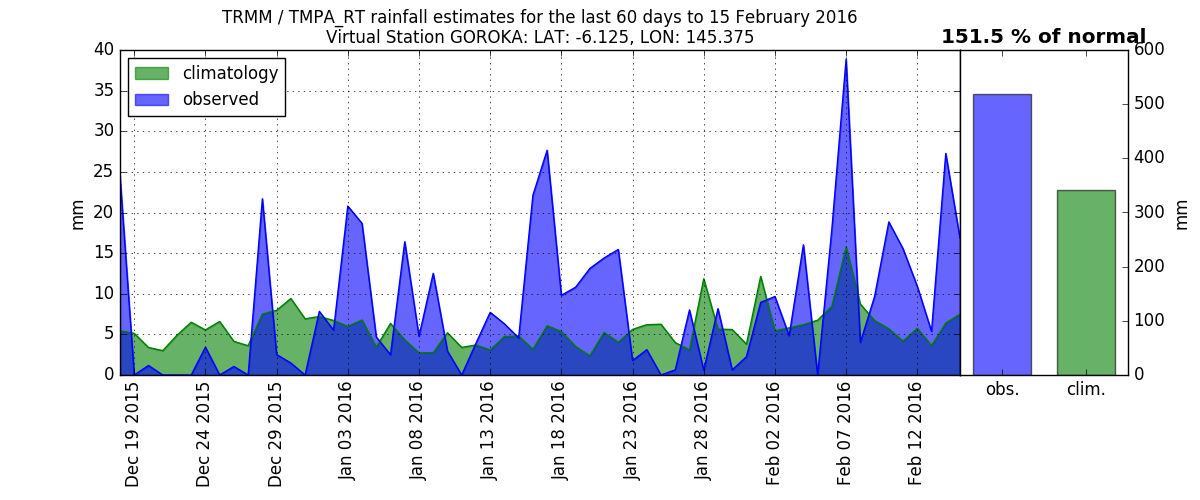 TRMM / TMPA_RT rainfall estimates for the last 60 days to 15 February 2016
Virtual Station GOROKA: LAT: -6.125, LON: 145.375
151.5 % of normal
climatology
observed
mm
40
35
30
25
20
15
10
5
0
Dec 19 2015
Dec 24 2015
Dec 29 2015
Jan 03 2016
Jan 08 2016
Jan 13 2016
Jan 18 2016
Jan 23 2016
Jan 28 2016
Feb 02 2016
Feb 07 2016
Feb 12 2016
600
500
400
300
200
100
0
mm
obs.
clim.